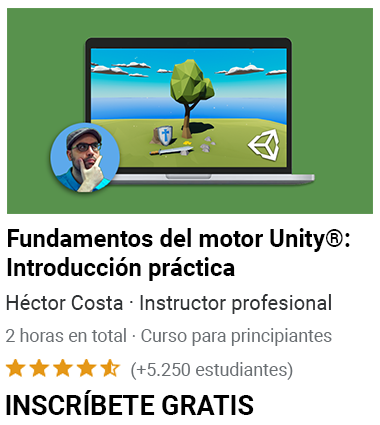 Fundamentos del motor Unity®:
Introducción práctica
Héctor Costa · Instructor profesional
2 horas en total · Curso para principiantes
(+5.250 estudiantes)
INSCRÍBETE GRATIS